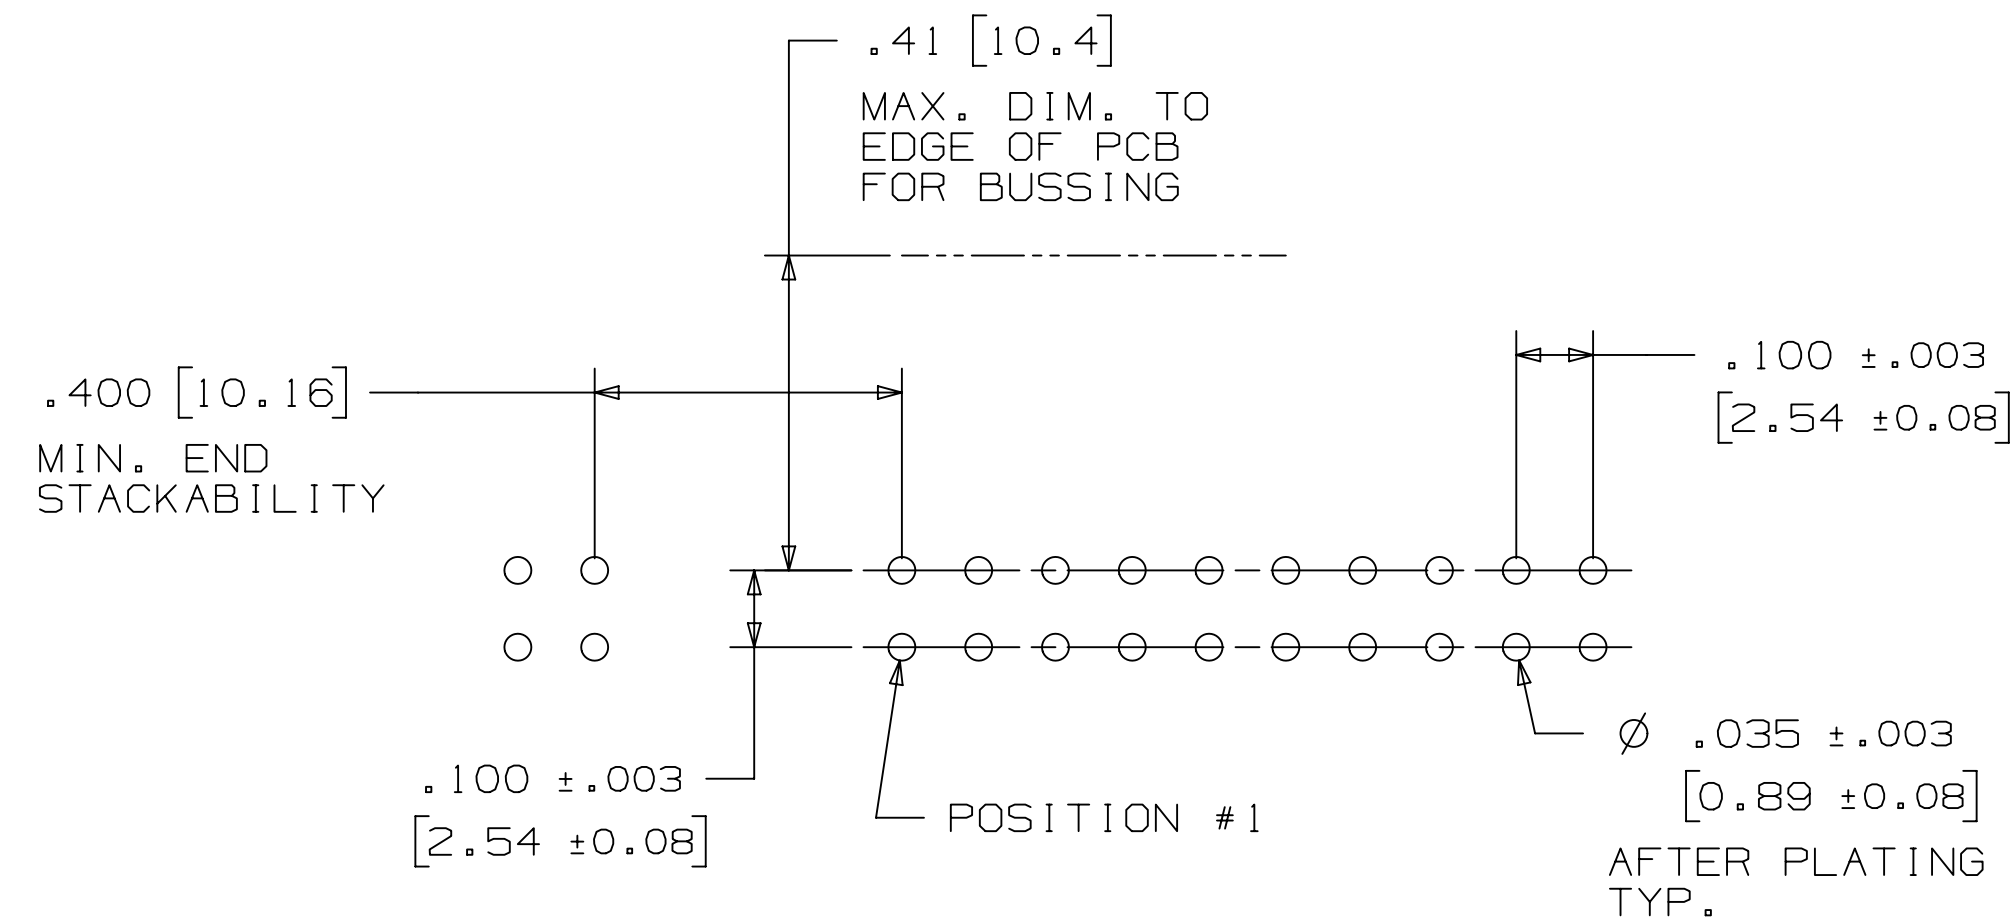 .41 [10.4]
MAX. DIM. TO
EDGE OF PCB
FOR BUSSING
.400 [10.16]
MIN. END
STACKABILITY
.100 ±.003
[2.54 ±0.08]
.100 ±.003
[2.54 ±0.08]
POSITION #1
Ø .035 ±.003
[0.89 ±0.08]
AFTER PLATING
TYP.